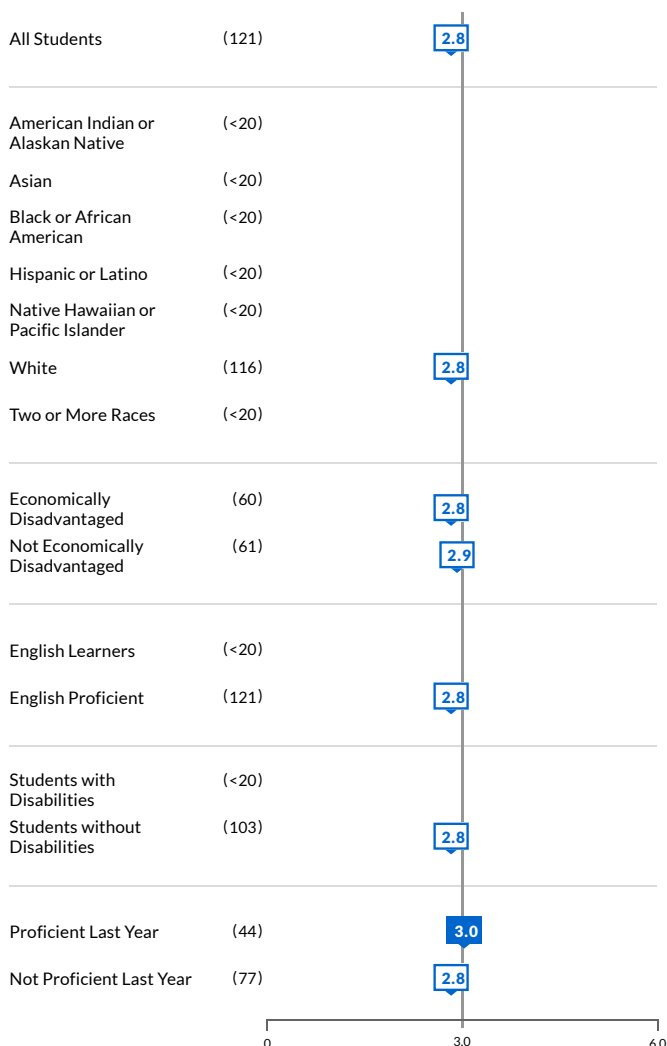 All Students (121) 2.8
American Indian or (<20)
Alaskan Native
Asian (<20)
Black or African (<20)
American
Hispanic or Latino (<20)
Native Hawaiian or (<20)
Pacific Islander
White (116) 2.8
Two or More Races (<20)
Economically (60) 2.8
Disadvantaged
Not Economically (61) 2.9
Disadvantaged
English Learners (<20)
English Proficient (121) 2.8
Students with (<20)
Disabilities
Students without (103) 2.8
Disabilities
Proficient Last Year (44) 3.0
Not Proficient Last Year (77) 2.8
0 3.0 6.0